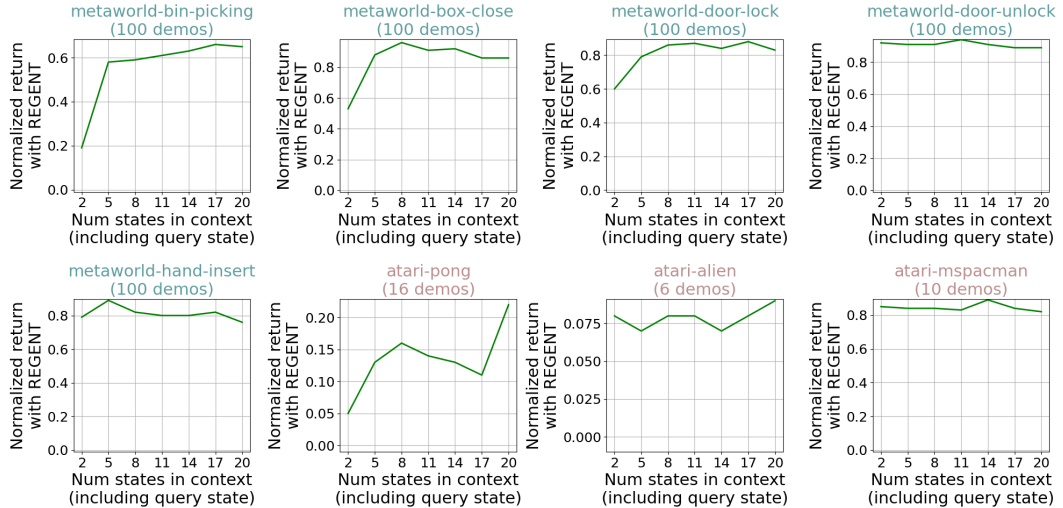 metaworld-bin-picking
(100 demos)
Normalized return
with REGENT
0.6
0.4
0.2
0.0
2 5 8 11 14 17 20
Num states in context
(including query state)
metaworld-box-close
(100 demos)
Normalized return
with REGENT
0.8
0.6
0.4
0.2
0.0
2 5 8 11 14 17 20
Num states in context
(including query state)
metaworld-door-lock
(100 demos)
Normalized return
with REGENT
0.8
0.6
0.4
0.2
0.0
2 5 8 11 14 17 20
Num states in context
(including query state)
metaworld-door-unlock
(100 demos)
Normalized return
with REGENT
0.8
0.6
0.4
0.2
0.0
2 5 8 11 14 17 20
Num states in context
(including query state)
metaworld-hand-insert
(100 demos)
Normalized return
with REGENT
0.8
0.6
0.4
0.2
0.0
2 5 8 11 14 17 20
Num states in context
(including query state)
atari-pong
(16 demos)
Normalized return
with REGENT
0.20
0.15
0.10
0.05
0.00
2 5 8 11 14 17 20
Num states in context
(including query state)
atari-alien
(6 demos)
Normalized return
with REGENT
0.075
0.050
0.025
0.000
2 5 8 11 14 17 20
Num states in context
(including query state)
atari-mspacman
(10 demos)
Normalized return
with REGENT
0.8
0.6
0.4
0.2
0.0
2 5 8 11 14 17 20
Num states in context
(including query state)